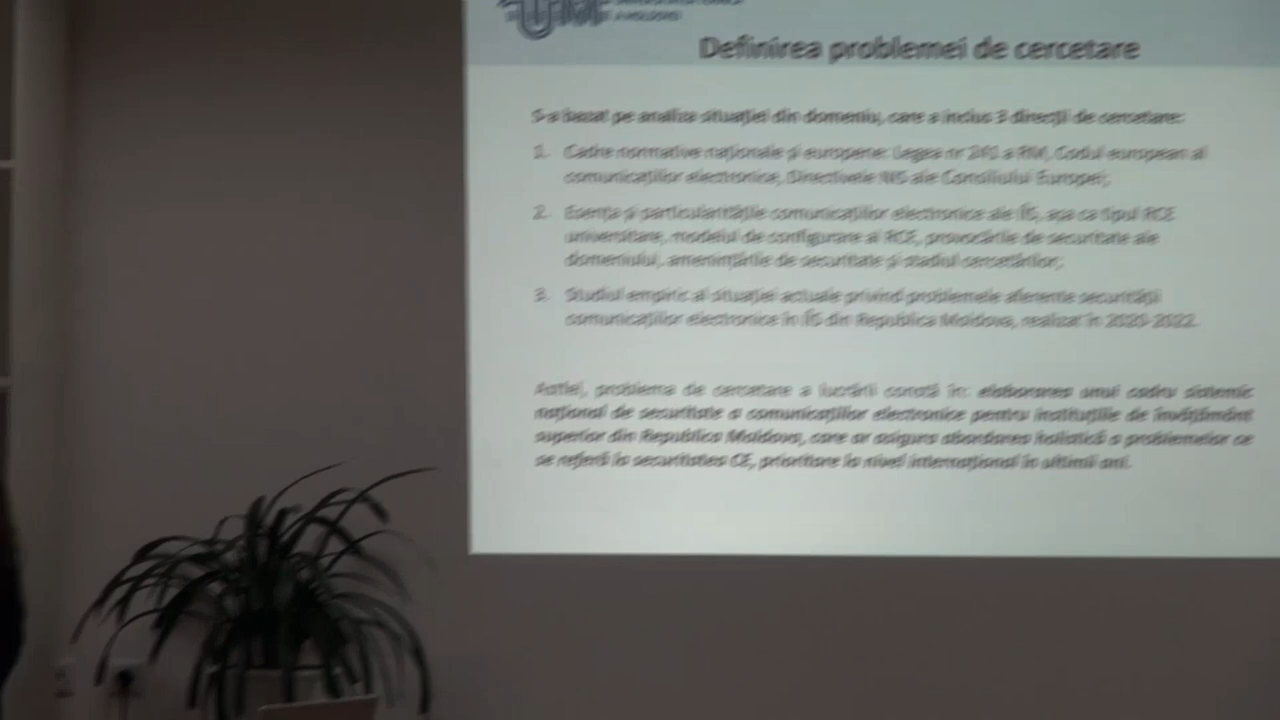 UTM
Definirea problemei de cercetare
S-a bazat pe analiza situației din domeniu, care a inclus 3 direcții de cercetare:
1. Cadre normative naționale și europene: Legea nr 241 a RM, Codul european al
comunicațiilor electronice, Directivele NIS ale Consiliului Europei;
2. Esența și particularitățile comunicațiilor electronice ale ÎS, așa ca tipul RCE
universitare, modelul de configurare al RCE, provocările de securitate ale
domeniului, amenințările de securitate și stadiul cercetărilor;
3. Studiul empiric al situației actuale privind problemele aferente securității
comunicațiilor electronice în ÎS din Republica Moldova, realizat în 2020-2022.
Astfel, problema de cercetare a lucrării constă în: elaborarea unui cadru sistemic
național de securitate a comunicațiilor electronice pentru instituțiile de învățământ
superior din Republica Moldova, care ar asigura abordarea holistică a problemelor ce
se referă la securitatea CE, prioritare la nivel internațional în ultimii ani.